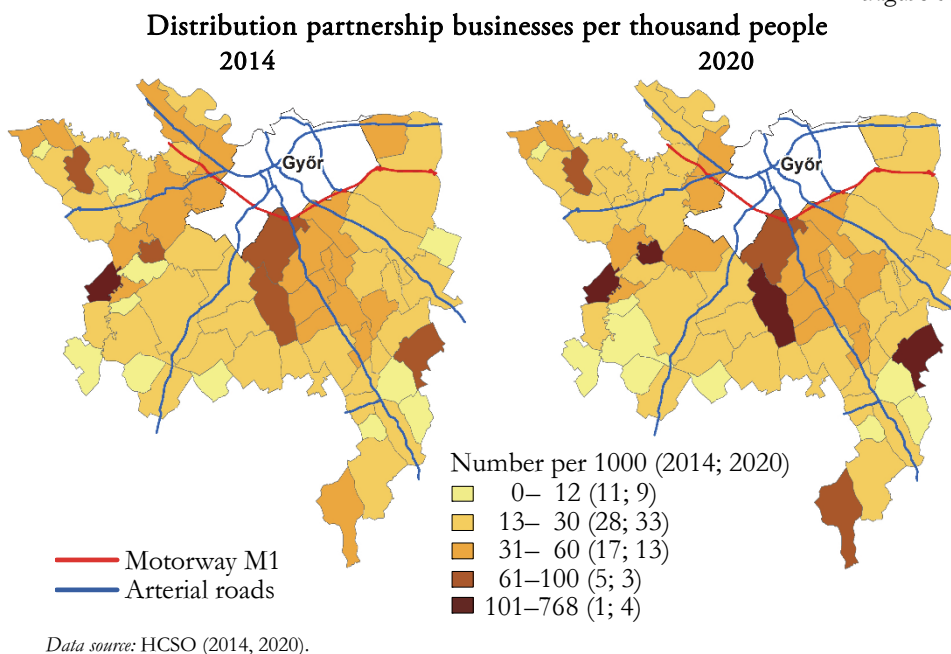 Distribution partnership businesses per thousand people
2014
2020
Győr
Győr
Number per 1000 (2014; 2020)
0– 12 (11; 9)
13– 30 (28; 33)
31– 60 (17; 13)
61–100 (5; 3)
101–768 (1; 4)
Motorway M1
Arterial roads
Data source: HCSO (2014, 2020).